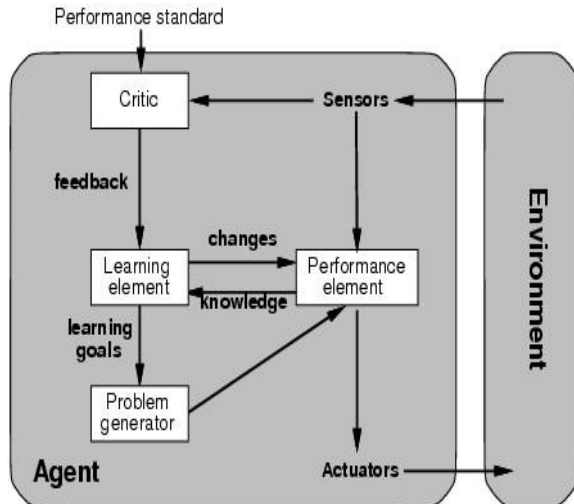 Performance standard
Critic
Sensors
feedback
changes
Learning
element
Performance
element
knowledge
learning
goals
Problem
generator
Agent
Actuators
Environment